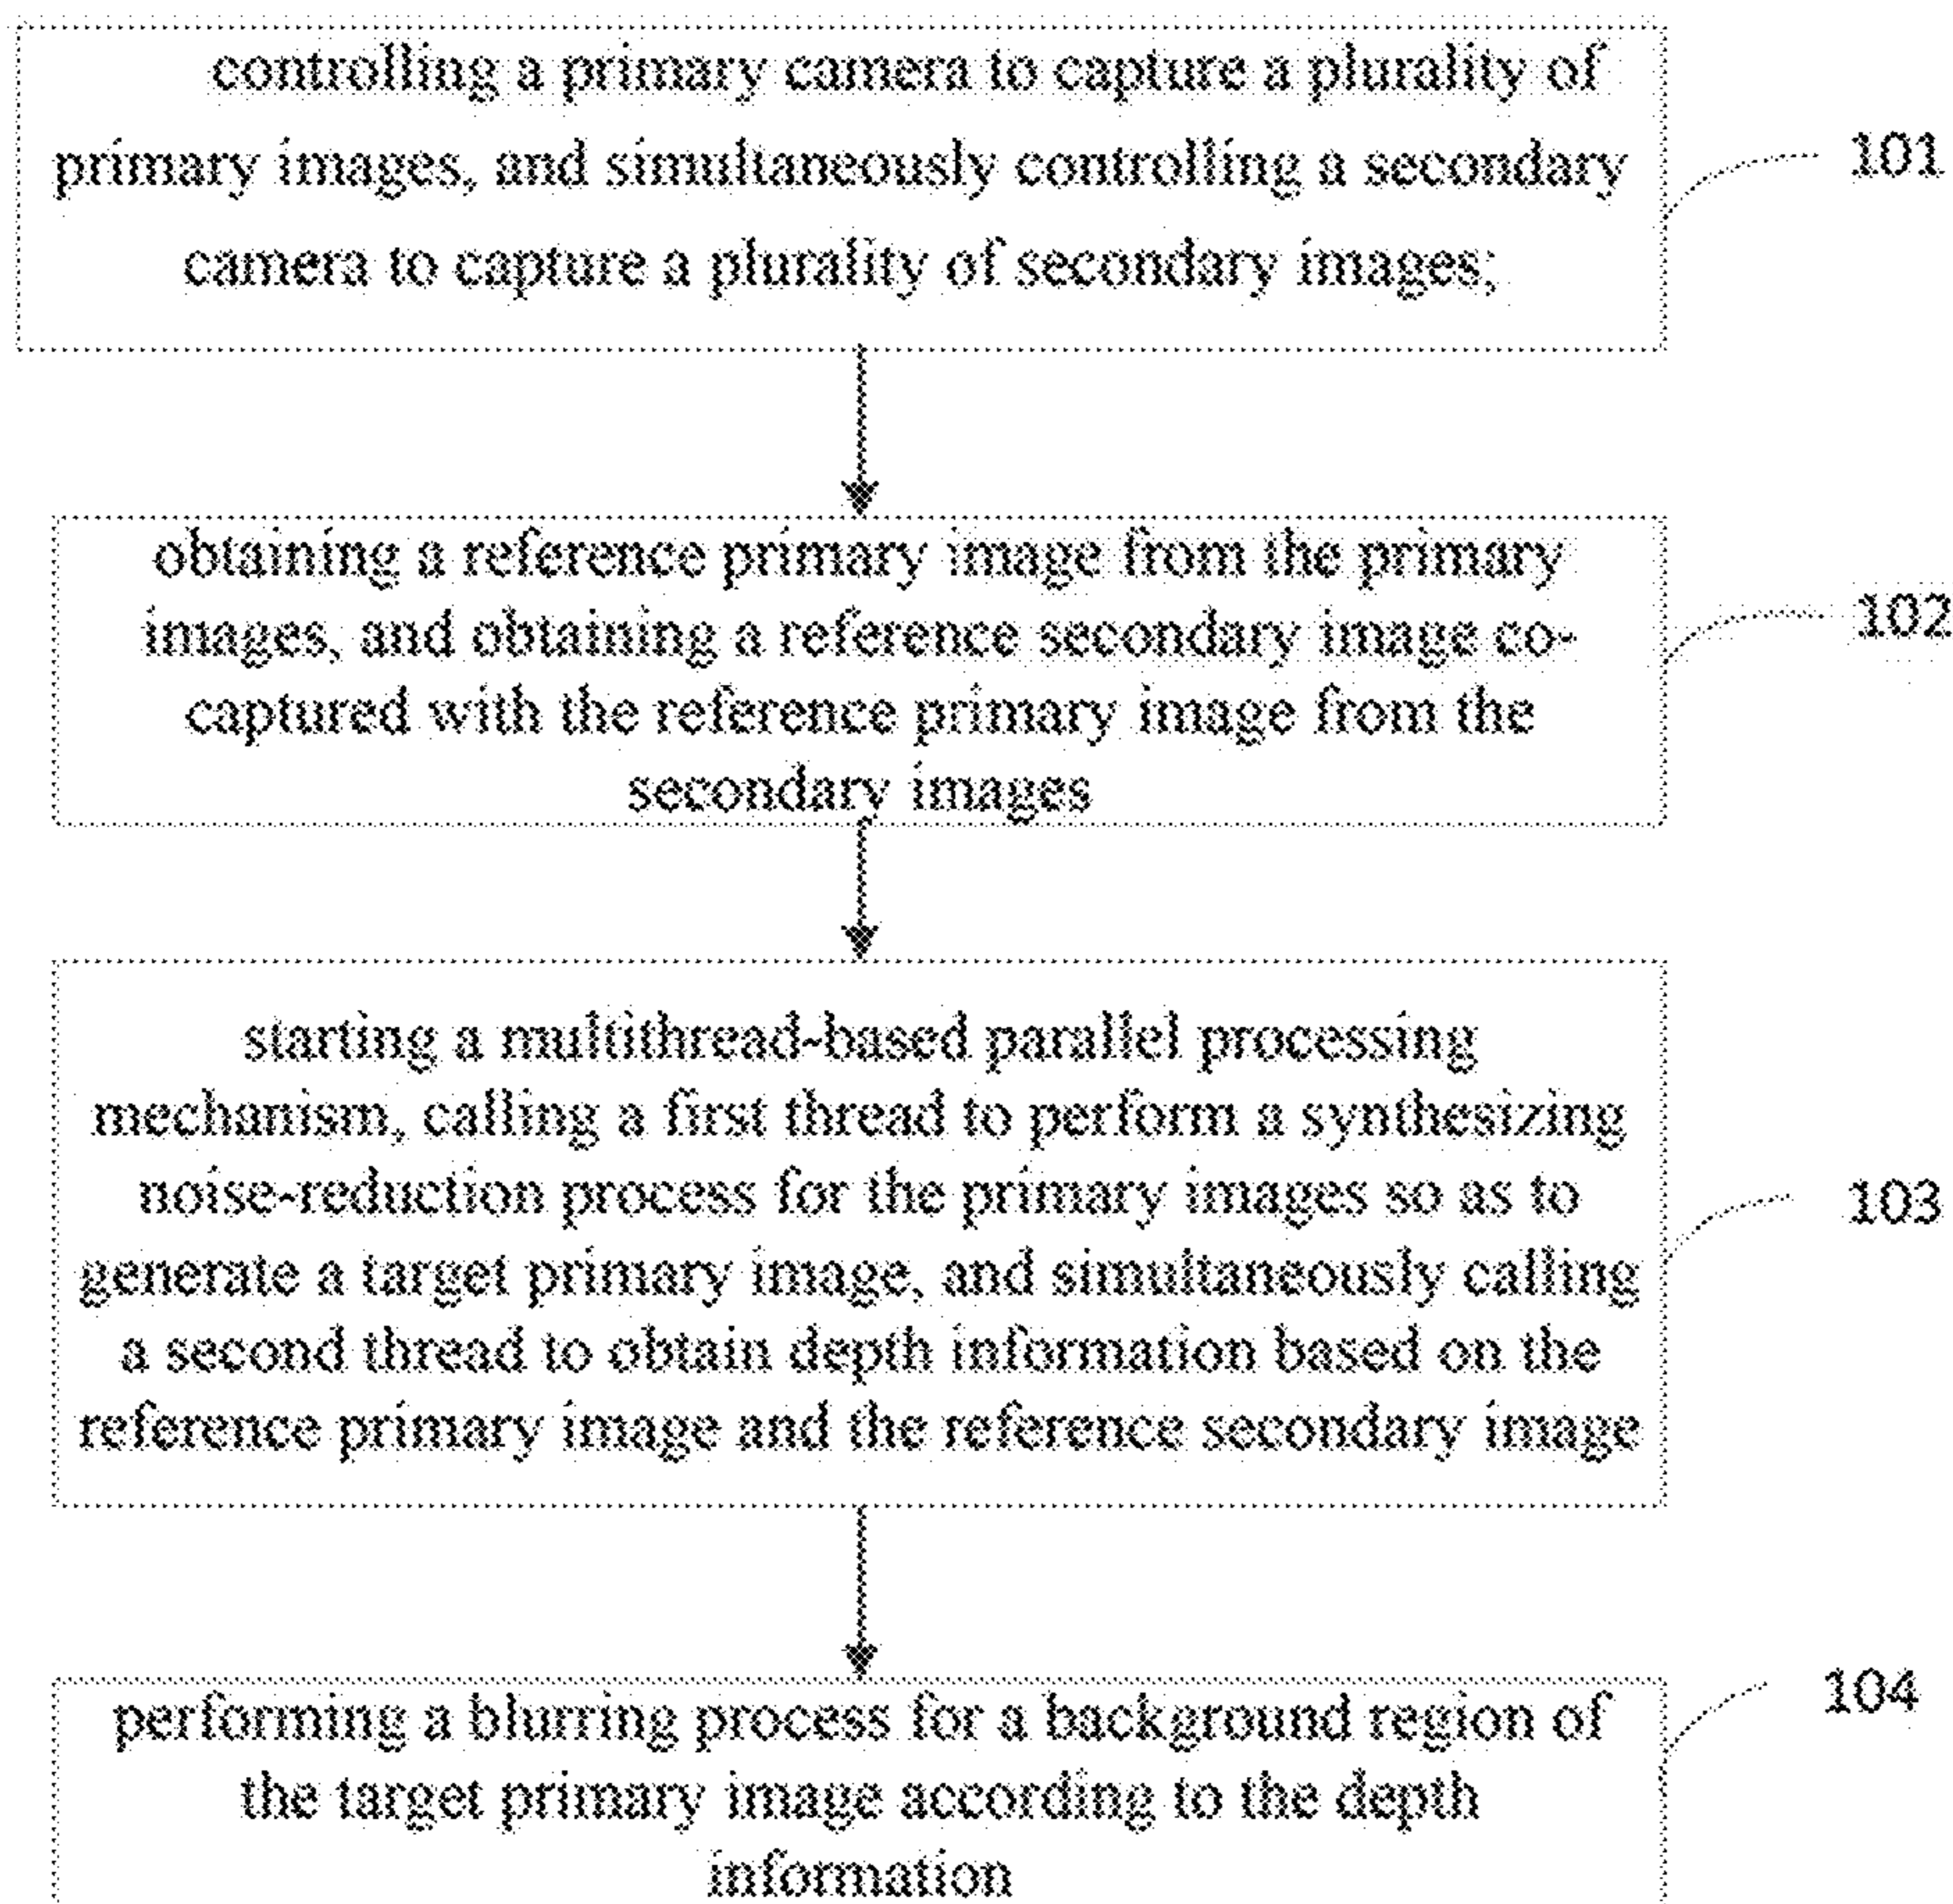 controlling a primary camera to capture a plurality of
primary images, and simultaneously controlling a secondary
camera to capture a plurality of secondary images;
101
obtaining a reference primary image from the primary
images, and obtaining a reference secondary image co-
captured with the reference primary image from the
secondary images
102
starting a multithread-based parallel processing
mechanism, calling a first thread to perform a synthesizing
noise-reduction process for the primary images so as to
generate a target primary image, and simultaneously calling
a second thread to obtain depth information based on the
reference primary image and the reference secondary image
103
performing a blurring process for a background region of
the target primary image according to the depth
information
104